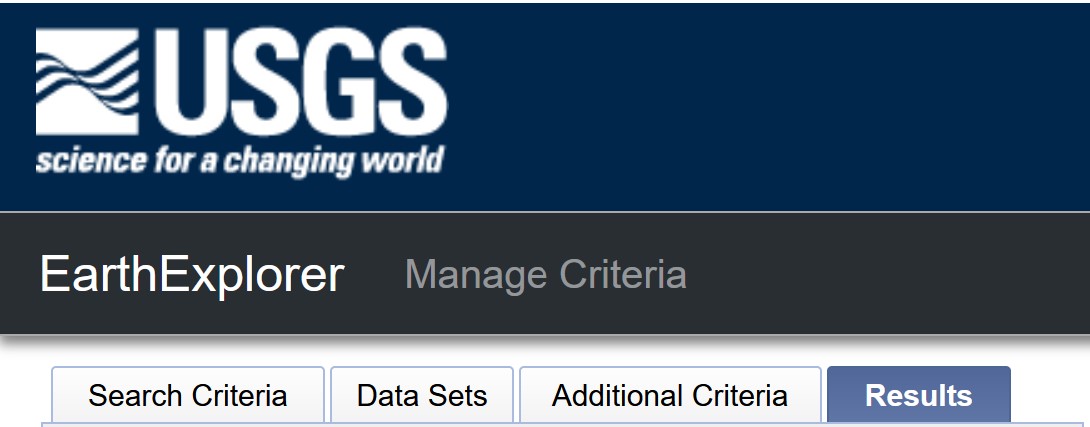 USGS
science for a changing world
EarthExplorer Manage Criteria
Search Criteria Data Sets Additional Criteria Results